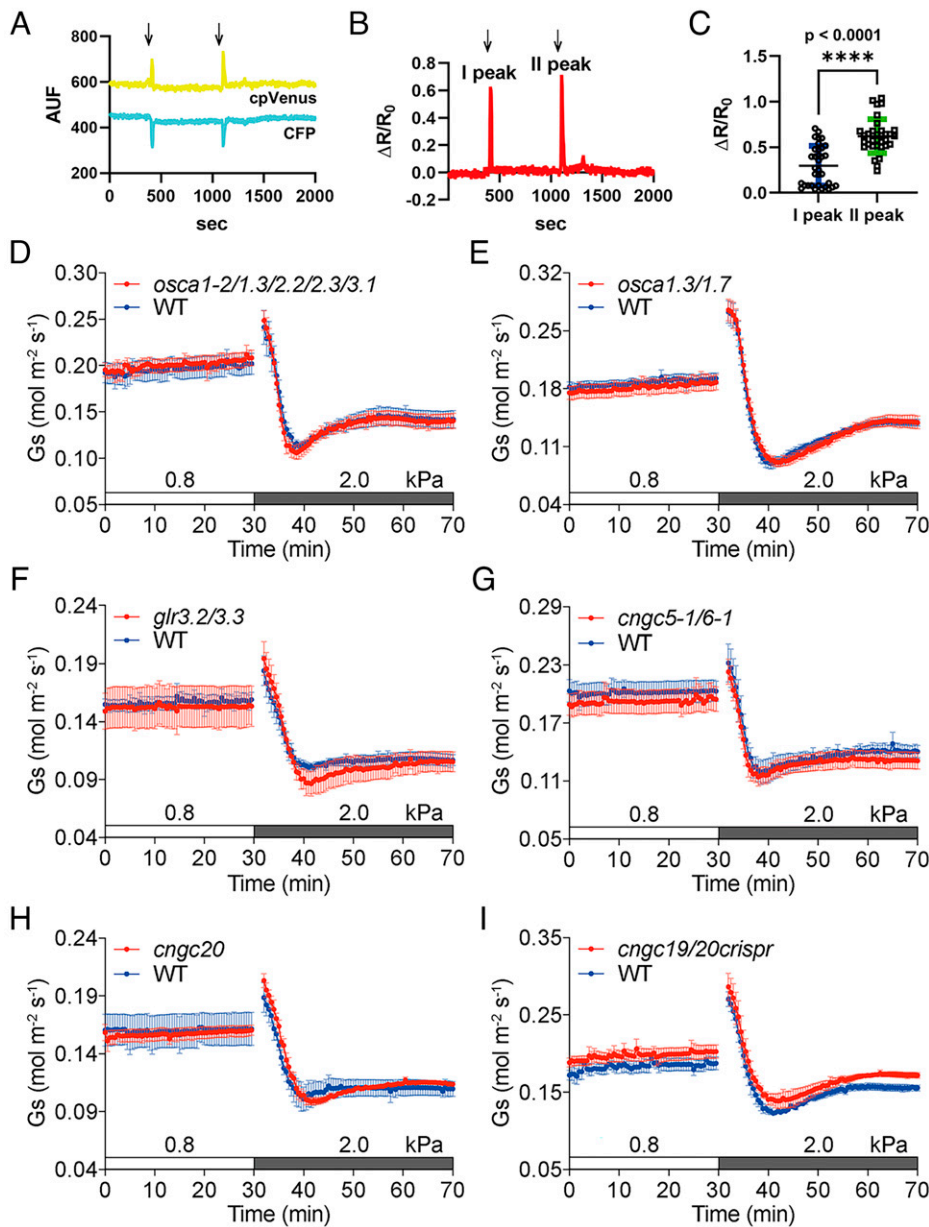 A
800
600
400
200
AUF
cpVenus
CFP
0 500 1000 1500 2000
sec
B
0.8
0.6
0.4
0.2
0.0
-0.2
ΔR/R0
I peak II peak
1000 1500 2000
sec
C
p < 0.0001
****
1.5
1.0
0.5
0.0
ΔR/R0
I peak II peak
D
osca1-2/1.3/2.2/2.3/3.1
WT
0.30
0.25
0.20
0.15
0.10
0.05
Gs (mol m⁻² s⁻¹)
0.8 2.0 kPa
0 10 20 30 40 50 60 70
Time (min)
E
osca1.3/1.7
WT
0.32
0.25
0.18
0.11
0.04
Gs (mol m⁻² s⁻¹)
0.8 2.0 kPa
0 10 20 30 40 50 60 70
Time (min)
F
glr3.2/3.3
WT
0.24
0.19
0.14
0.09
0.04
Gs (mol m⁻² s⁻¹)
0.8 2.0 kPa
0 10 20 30 40 50 60 70
Time (min)
G
cngc5-1/6-1
WT
0.29
0.23
0.17
0.11
0.05
Gs (mol m⁻² s⁻¹)
0.8 2.0 kPa
0 10 20 30 40 50 60 70
Time (min)
H
cngc20
WT
0.24
0.19
0.14
0.09
0.04
Gs (mol m⁻² s⁻¹)
0.8 2.0 kPa
0 10 20 30 40 50 60 70
Time (min)
I
cngc19/20crispr
WT
0.35
0.25
0.15
0.05
Gs (mol m⁻² s⁻¹)
0.8 2.0 kPa
0 10 20 30 40 50 60 70
Time (min)